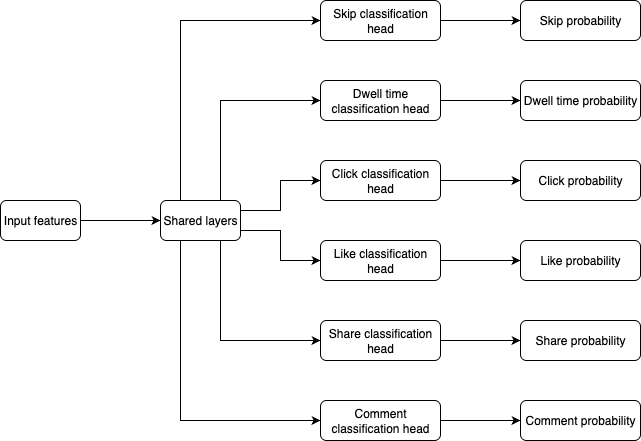 Skip classification
head
Skip probability
Dwell time
classification head
Dwell time probability
Click classification
head
Click probability
Input features
Shared layers
Like classification
head
Like probability
Share classification
head
Share probability
Comment
classification head
Comment probability